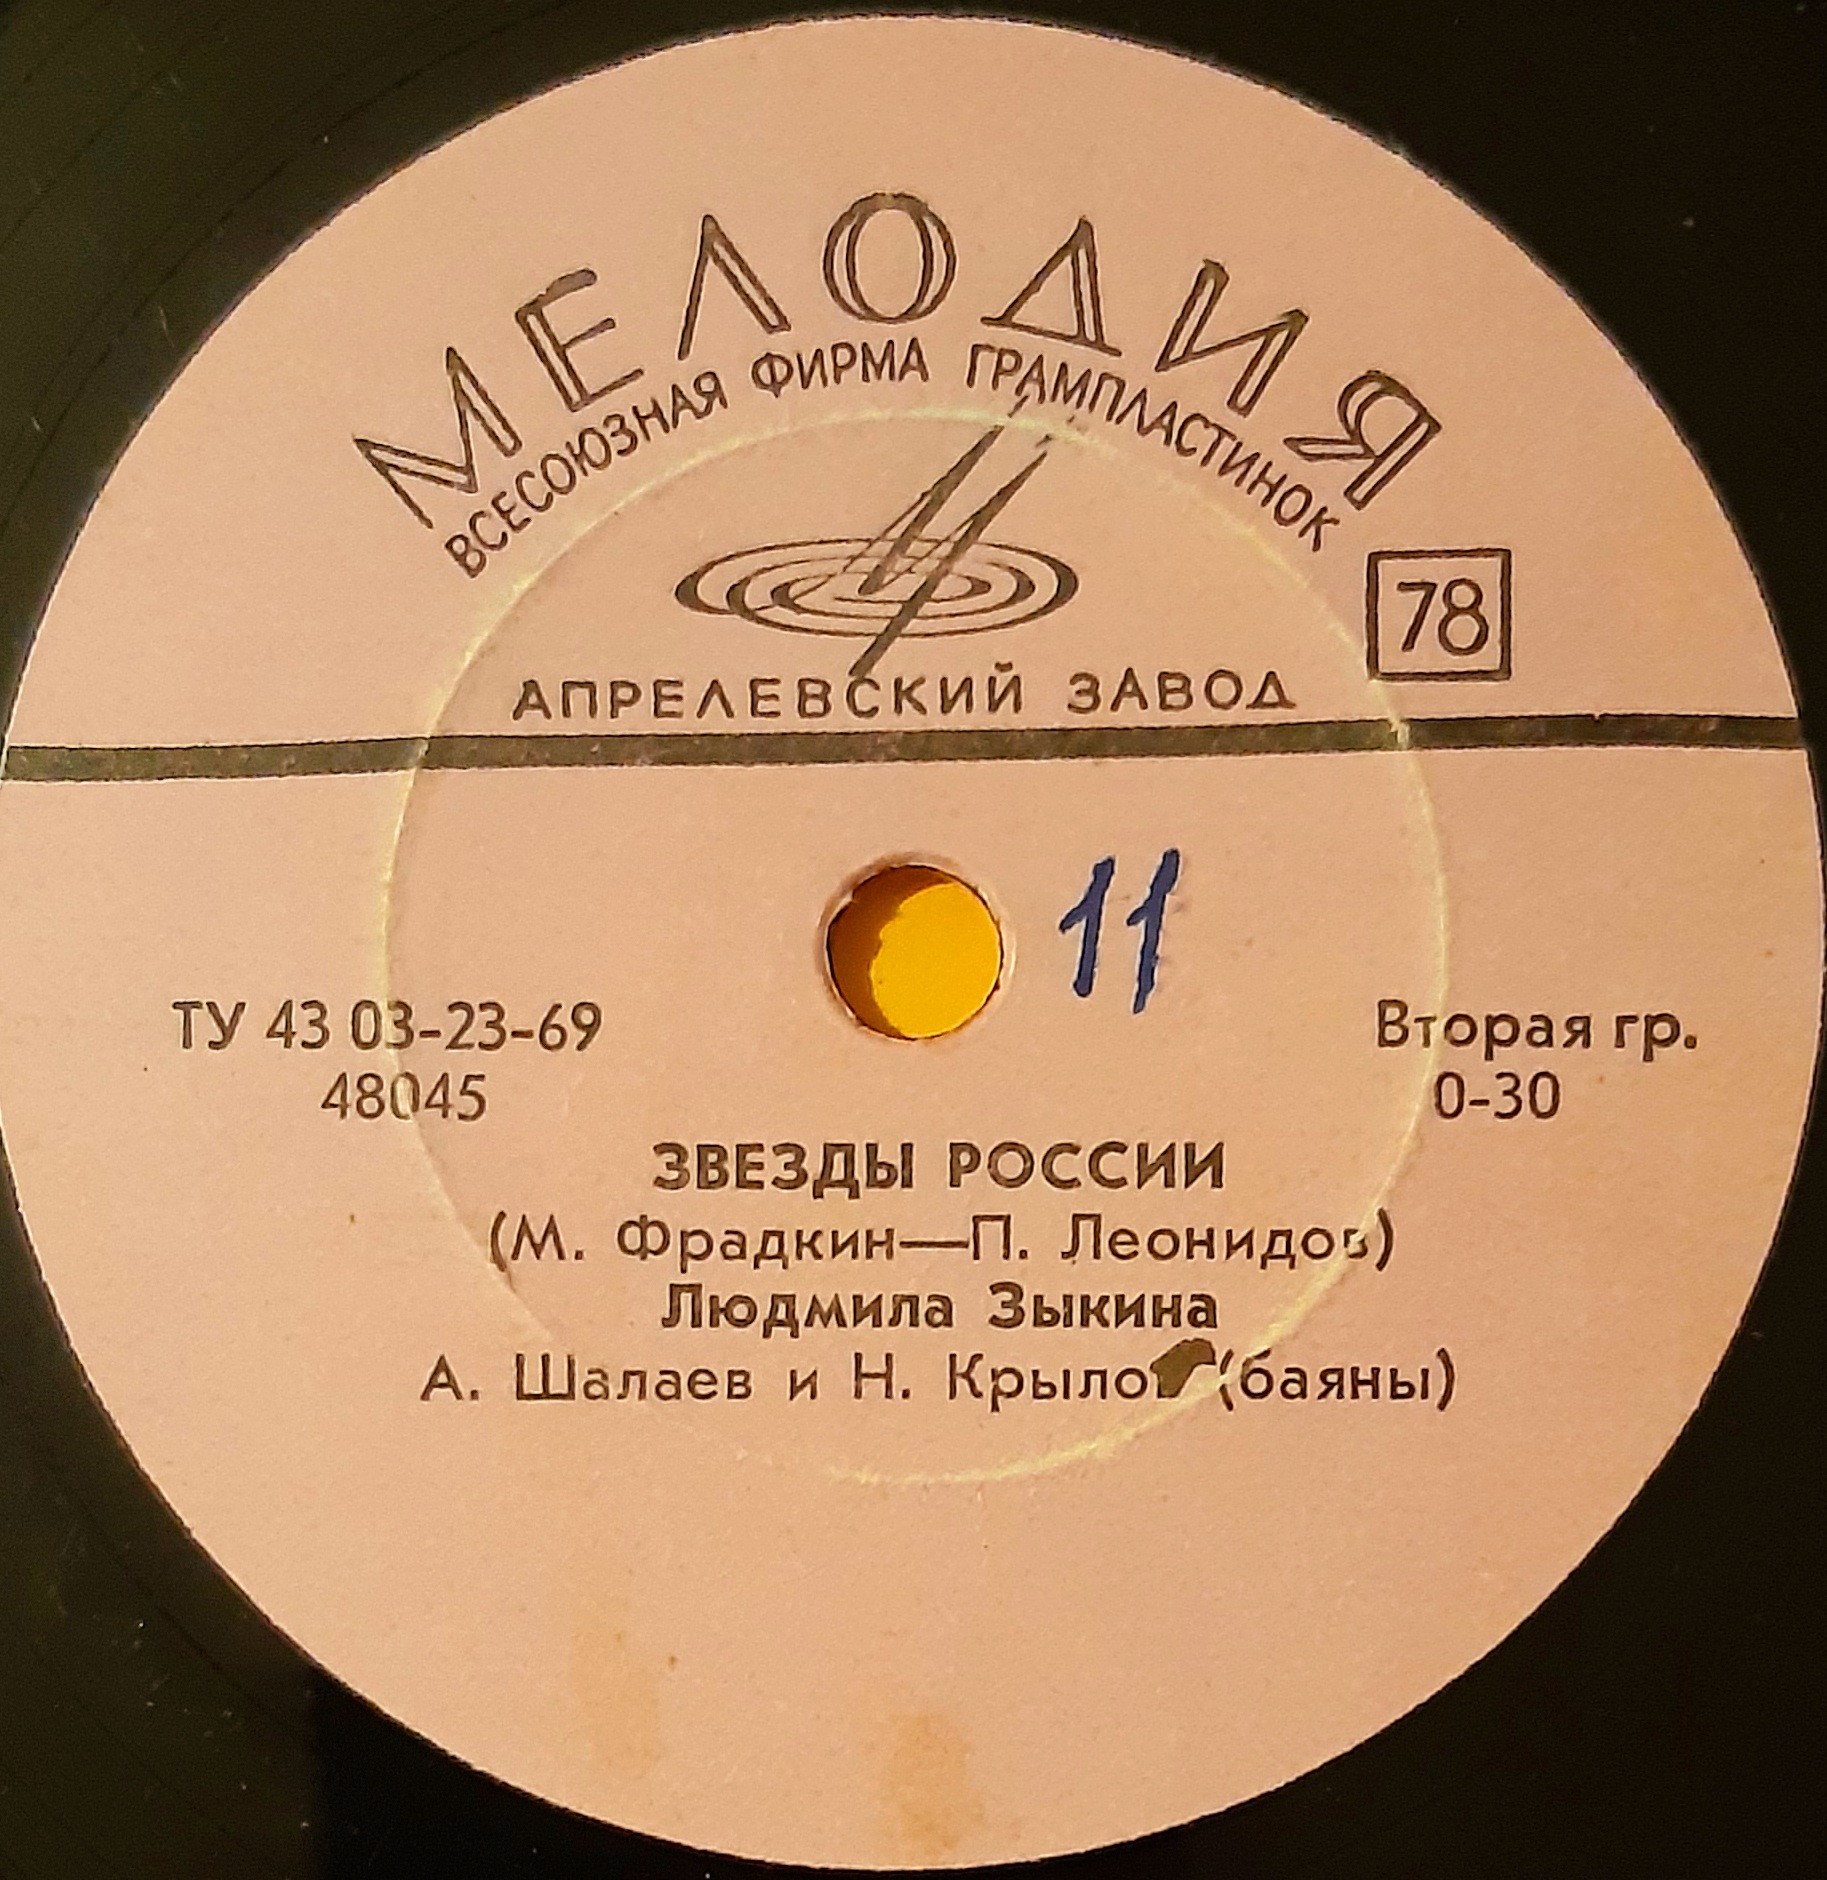 МЕЛОДИЯ
ВСЕСОЮЗНАЯ ФИРМА ГРАМПЛАСТИНОК
78
АПРЕЛЕВСКИЙ ЗАВОД
11
ТУ 43 03-23-69
48045
Вторая гр.
0-30
ЗВЕЗДЫ РОССИИ
(М. Фрадкин—П. Леонидов)
Людмила Зыкина
А. Шалаев и Н. Крылов (баяны)